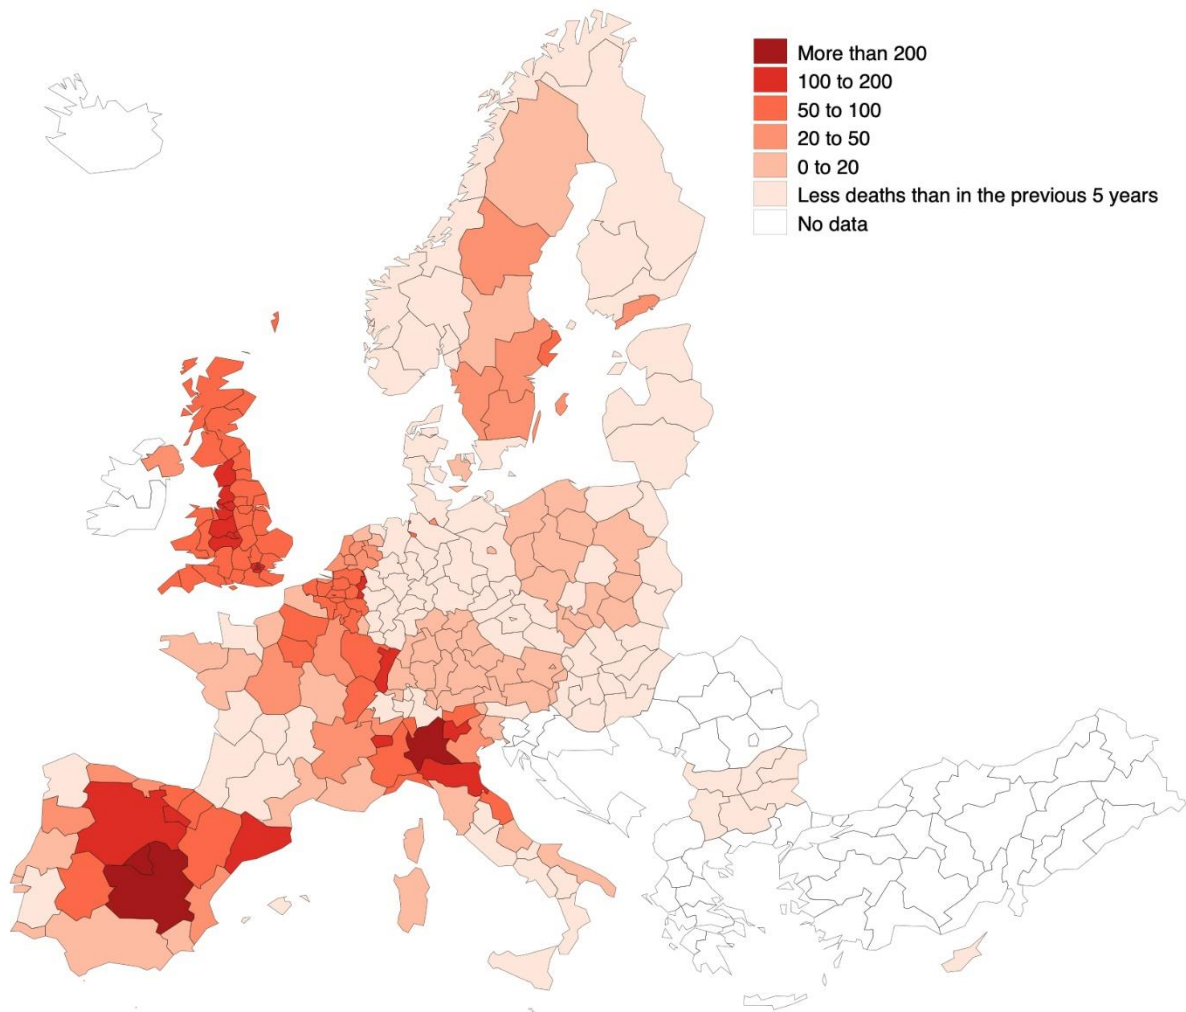 More than 200
100 to 200
50 to 100
20 to 50
0 to 20
Less deaths than in the previous 5 years
No data